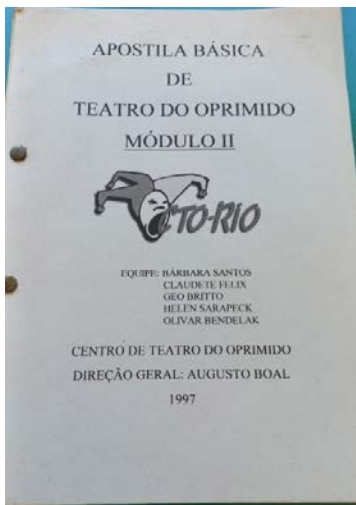 APOSTILA BÁSICA
DE
TEATRO DO OPRIMIDO
MÓDULO II
CTO-RIO
EQUIPE: BÁRBARA SANTOS
CLAUDETE FELIX
GEO BRITTO
HELEN SARAPECK
OLIVAR BENDELAK
CENTRO DE TEATRO DO OPRIMIDO
DIREÇÃO GERAL: AUGUSTO BOAL
1997